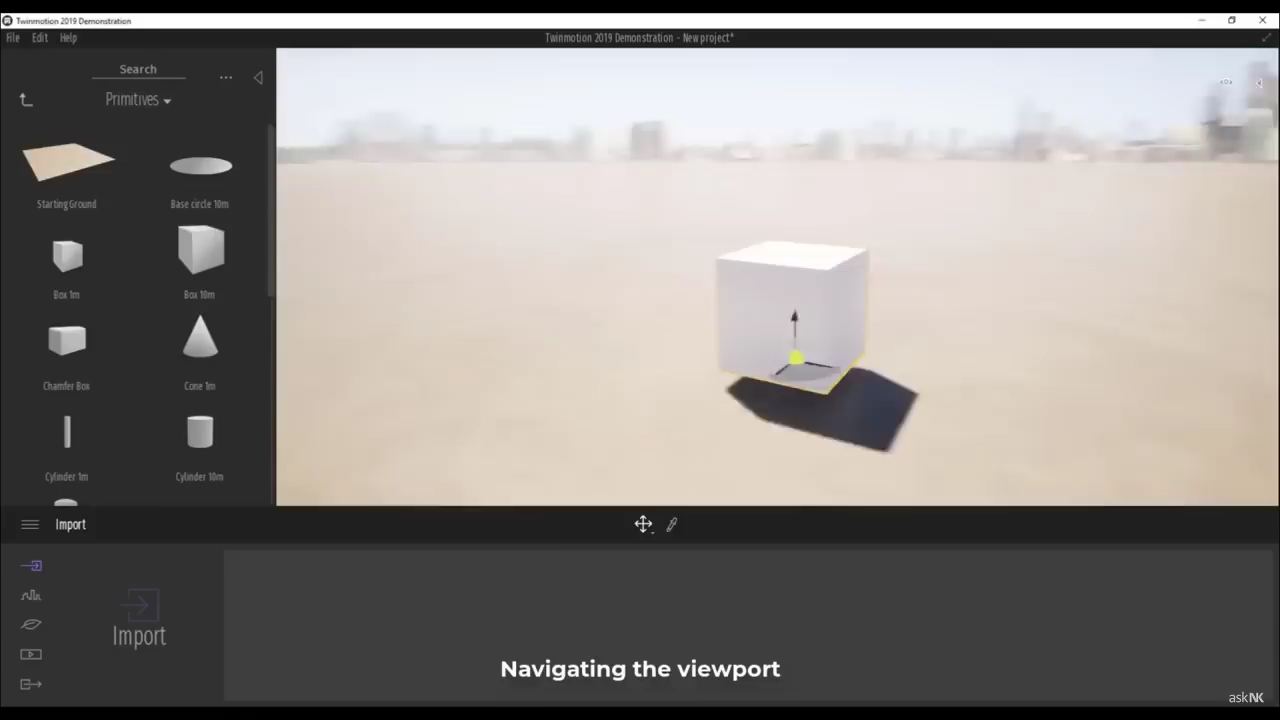 Twinmotion 2019 Demonstration
File Edit Help
Twinmotion 2019 Demonstration - New project*
Search
...
Primitives
Starting Ground
Base circle 10m
Box 1m
Box 10m
Chamfer Box
Cone 1m
Cylinder 1m
Cylinder 10m
Import
Import
Navigating the viewport
askNK